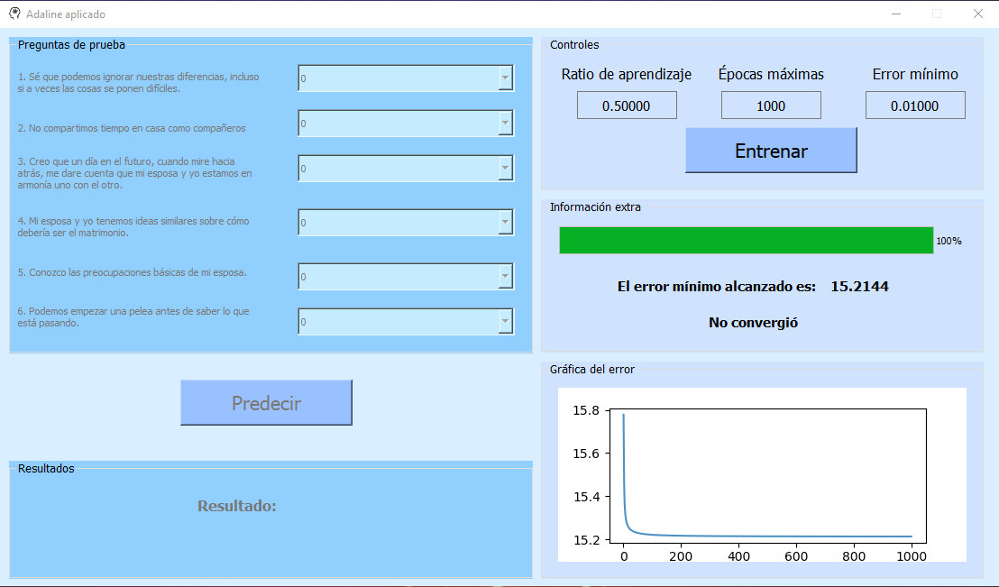 Adaline aplicado
Preguntas de prueba
1. Sé que podemos ignorar nuestras diferencias, incluso
si a veces las cosas se ponen difíciles.
0
2. No compartimos tiempo en casa como compañeros
0
3. Creo que un día en el futuro, cuando mire hacia
atrás, me dare cuenta que mi esposa y yo estamos en
armonía uno con el otro.
0
4. Mi esposa y yo tenemos ideas similares sobre cómo
debería ser el matrimonio.
0
5. Conozco las preocupaciones básicas de mi esposa.
0
6. Podemos empezar una pelea antes de saber lo que
está pasando.
0
Predecir
Resultados
Resultado:
Controles
Ratio de aprendizaje
Épocas máximas
Error mínimo
0.50000
1000
0.01000
Entrenar
Información extra
100%
El error mínimo alcanzado es: 15.2144
No convergió
Gráfica del error
15.8
15.6
15.4
15.2
0 200 400 600 800 1000